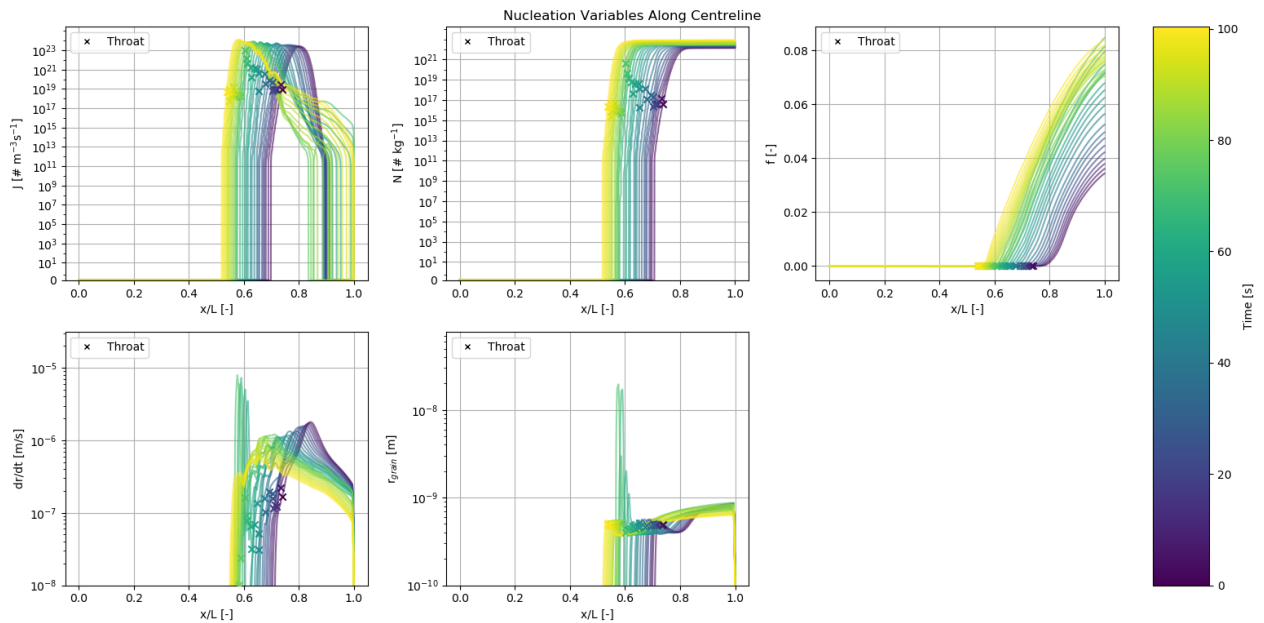 Nucleation Variables Along Centreline
× Throat
J [# m⁻³s⁻¹]
10²³
10²¹
10¹⁹
10¹⁷
10¹⁵
10¹³
10¹¹
10⁹
10⁷
10⁵
10³
10¹
0
0.0 0.2 0.4 0.6 0.8 1.0
x/L [-]
× Throat
N [# kg⁻¹]
10²¹
10¹⁹
10¹⁷
10¹⁵
10¹³
10¹¹
10⁹
10⁷
10⁵
10³
10¹
0
0.0 0.2 0.4 0.6 0.8 1.0
x/L [-]
× Throat
f [-]
0.08
0.06
0.04
0.02
0.00
0.0 0.2 0.4 0.6 0.8 1.0
x/L [-]
100
80
60
40
20
0
Time [s]
× Throat
dr/dt [m/s]
10⁻⁵
10⁻⁶
10⁻⁷
10⁻⁸
0.0 0.2 0.4 0.6 0.8 1.0
x/L [-]
× Throat
r_grain [m]
10⁻⁸
10⁻⁹
10⁻¹⁰
0.0 0.2 0.4 0.6 0.8 1.0
x/L [-]